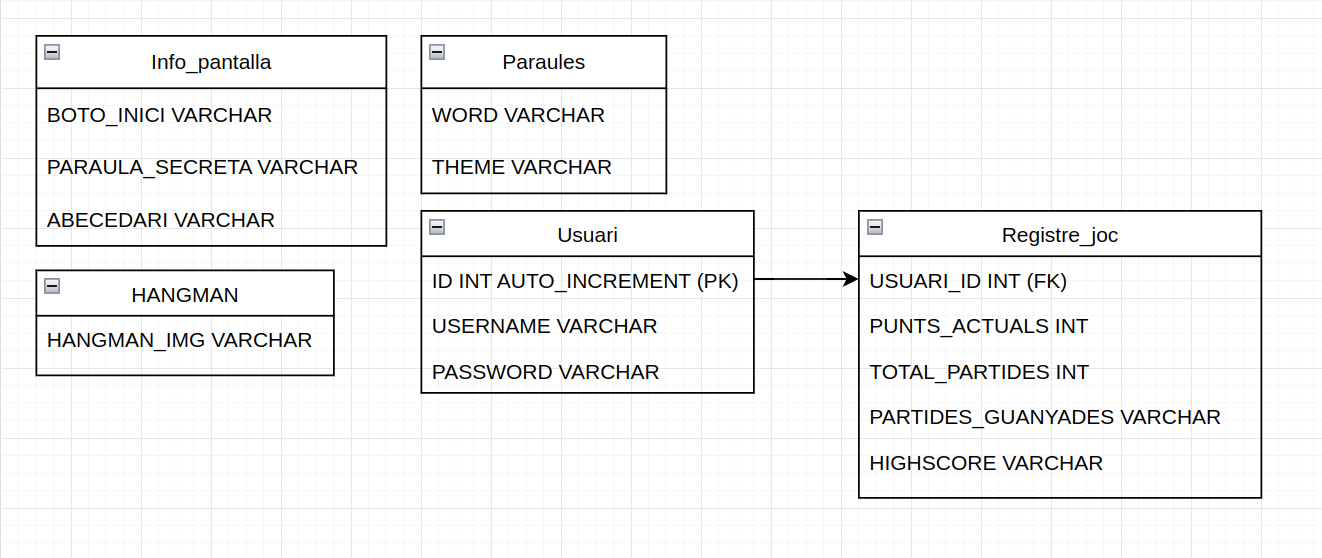 Info_pantalla
BOTO_INICI VARCHAR
PARAULA_SECRETA VARCHAR
ABECEDARI VARCHAR
Paraules
WORD VARCHAR
THEME VARCHAR
HANGMAN
HANGMAN_IMG VARCHAR
Usuari
ID INT AUTO_INCREMENT (PK)
USERNAME VARCHAR
PASSWORD VARCHAR
Registre_joc
USUARI_ID INT (FK)
PUNTS_ACTUALS INT
TOTAL_PARTIDES INT
PARTIDES_GUANYADES VARCHAR
HIGHSCORE VARCHAR